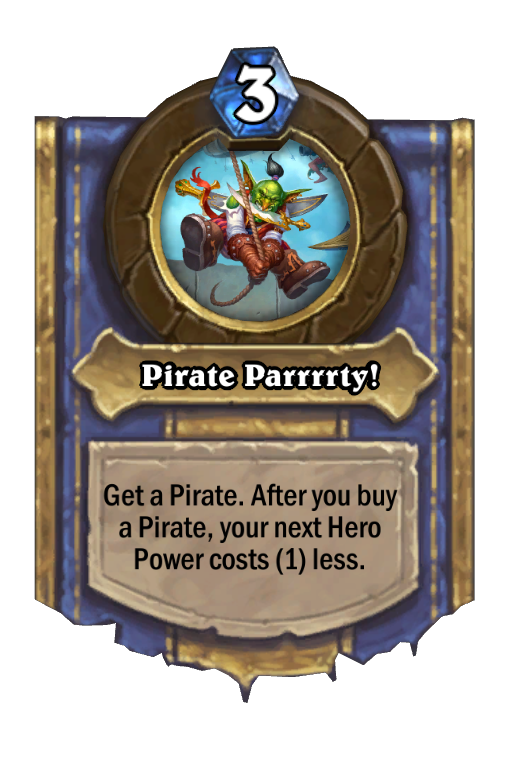 3
Pirate Parrrrty!
Get a Pirate. After you buy
a Pirate, your next Hero
Power costs (1) less.